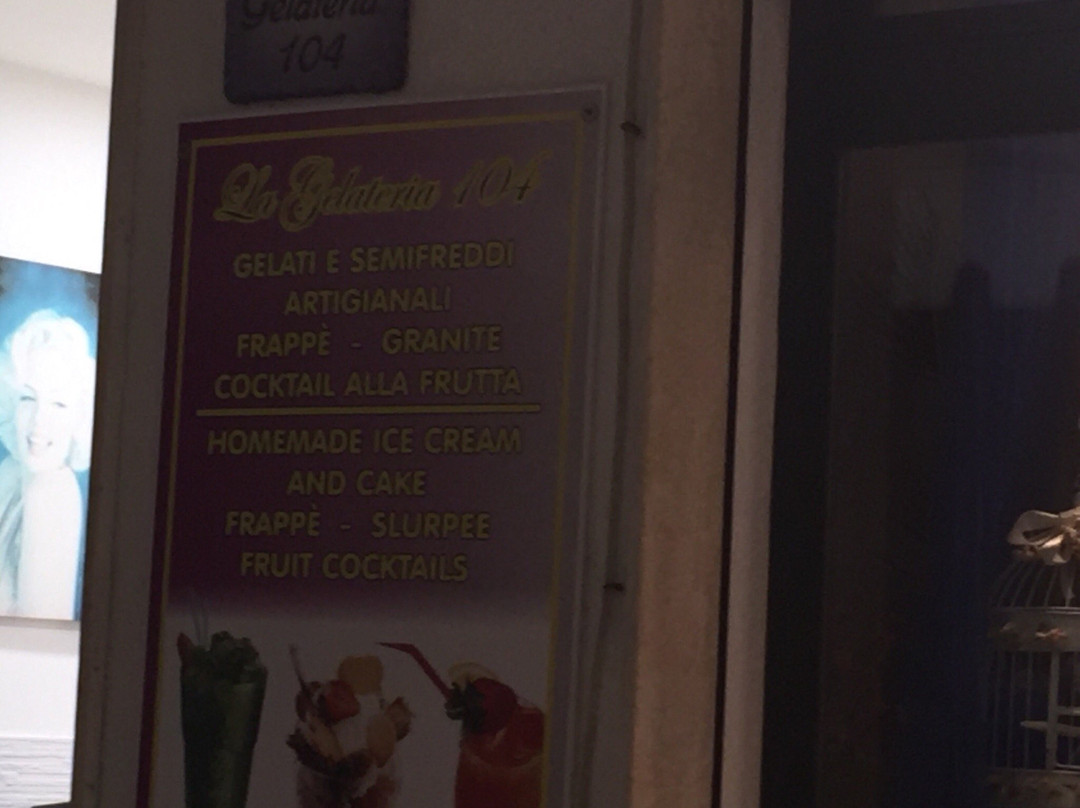 Gelateria
104
La Gelateria 104
GELATI E SEMIFREDDI
ARTIGIANALI
FRAPPÈ - GRANITE
COCKTAIL ALLA FRUTTA
HOMEMADE ICE CREAM
AND CAKE
FRAPPÈ - SLURPEE
FRUIT COCKTAILS